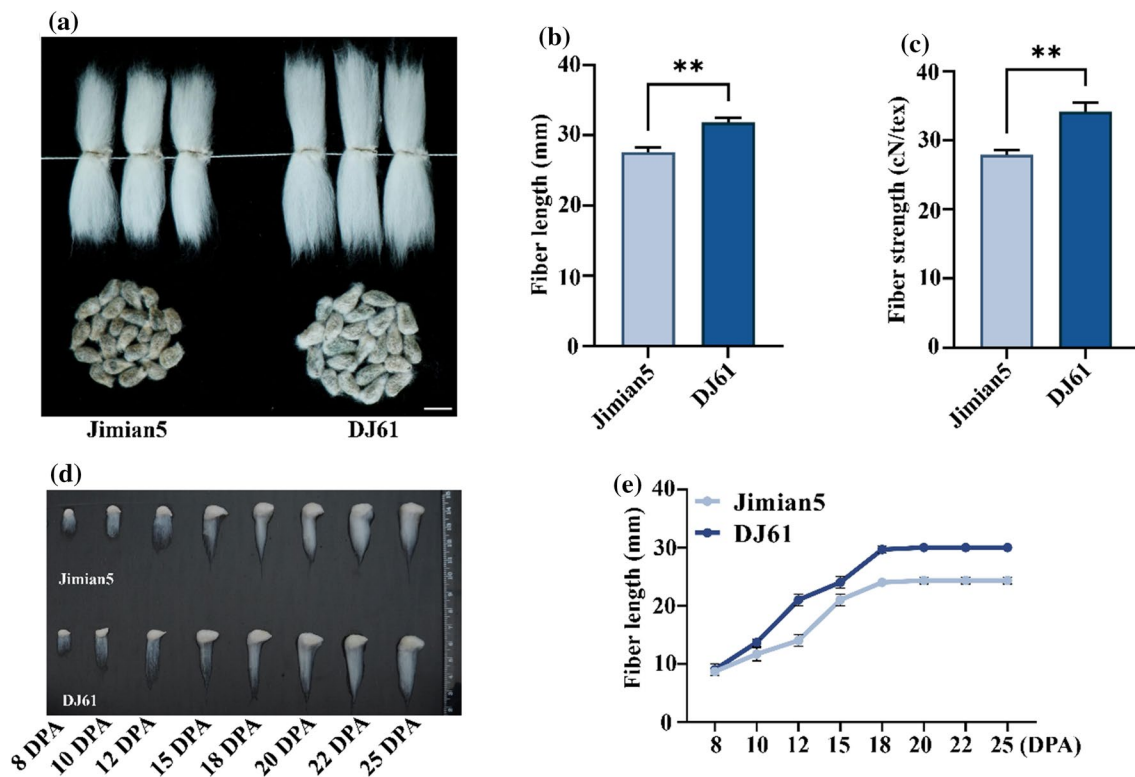 (a)
Jimian5 DJ61
(b)
Fiber length (mm)
40
30
20
10
0
**
Jimian5
DJ61
(c)
Fiber strength (cN/tex)
40
30
20
10
0
**
Jimian5
DJ61
(d)
Jimian5
DJ61
8 DPA
10 DPA
12 DPA
15 DPA
18 DPA
20 DPA
22 DPA
25 DPA
(e)
Fiber length (mm)
40
30
20
10
0
Jimian5
DJ61
8 10 12 15 18 20 22 25 (DPA)